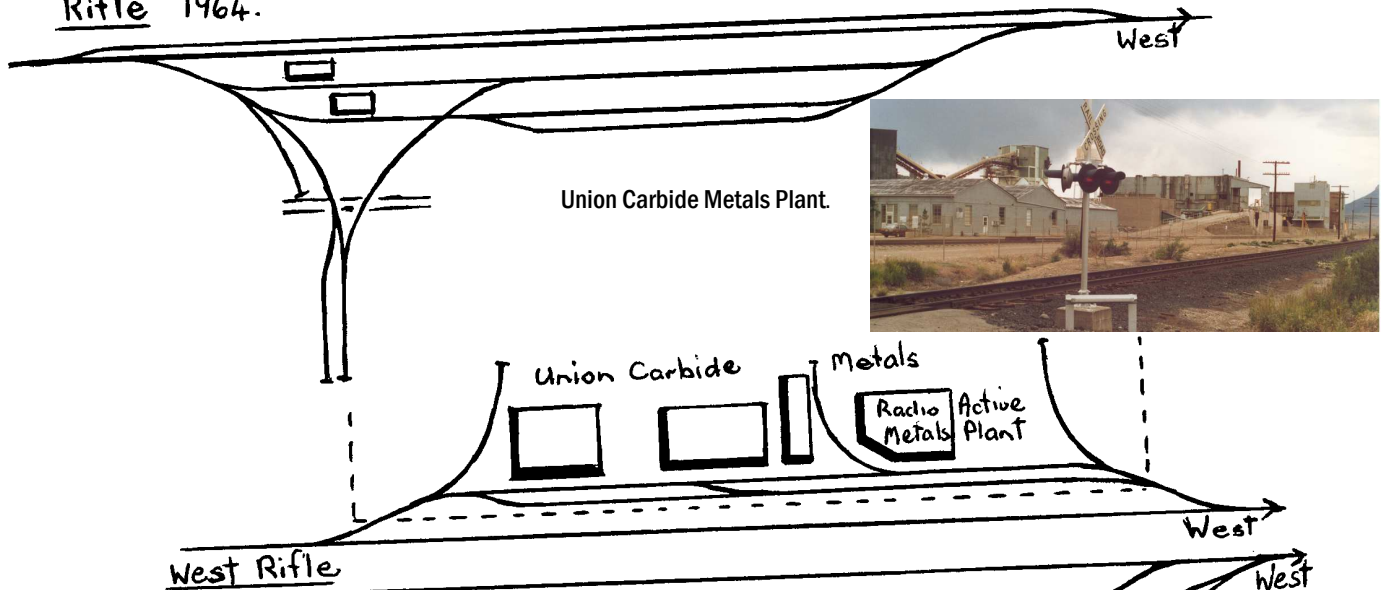 Rifle 1964.
West
Union Carbide Metals Plant.
Union Carbide Metals
Radio Active
Metals Plant
West
West Rifle
West